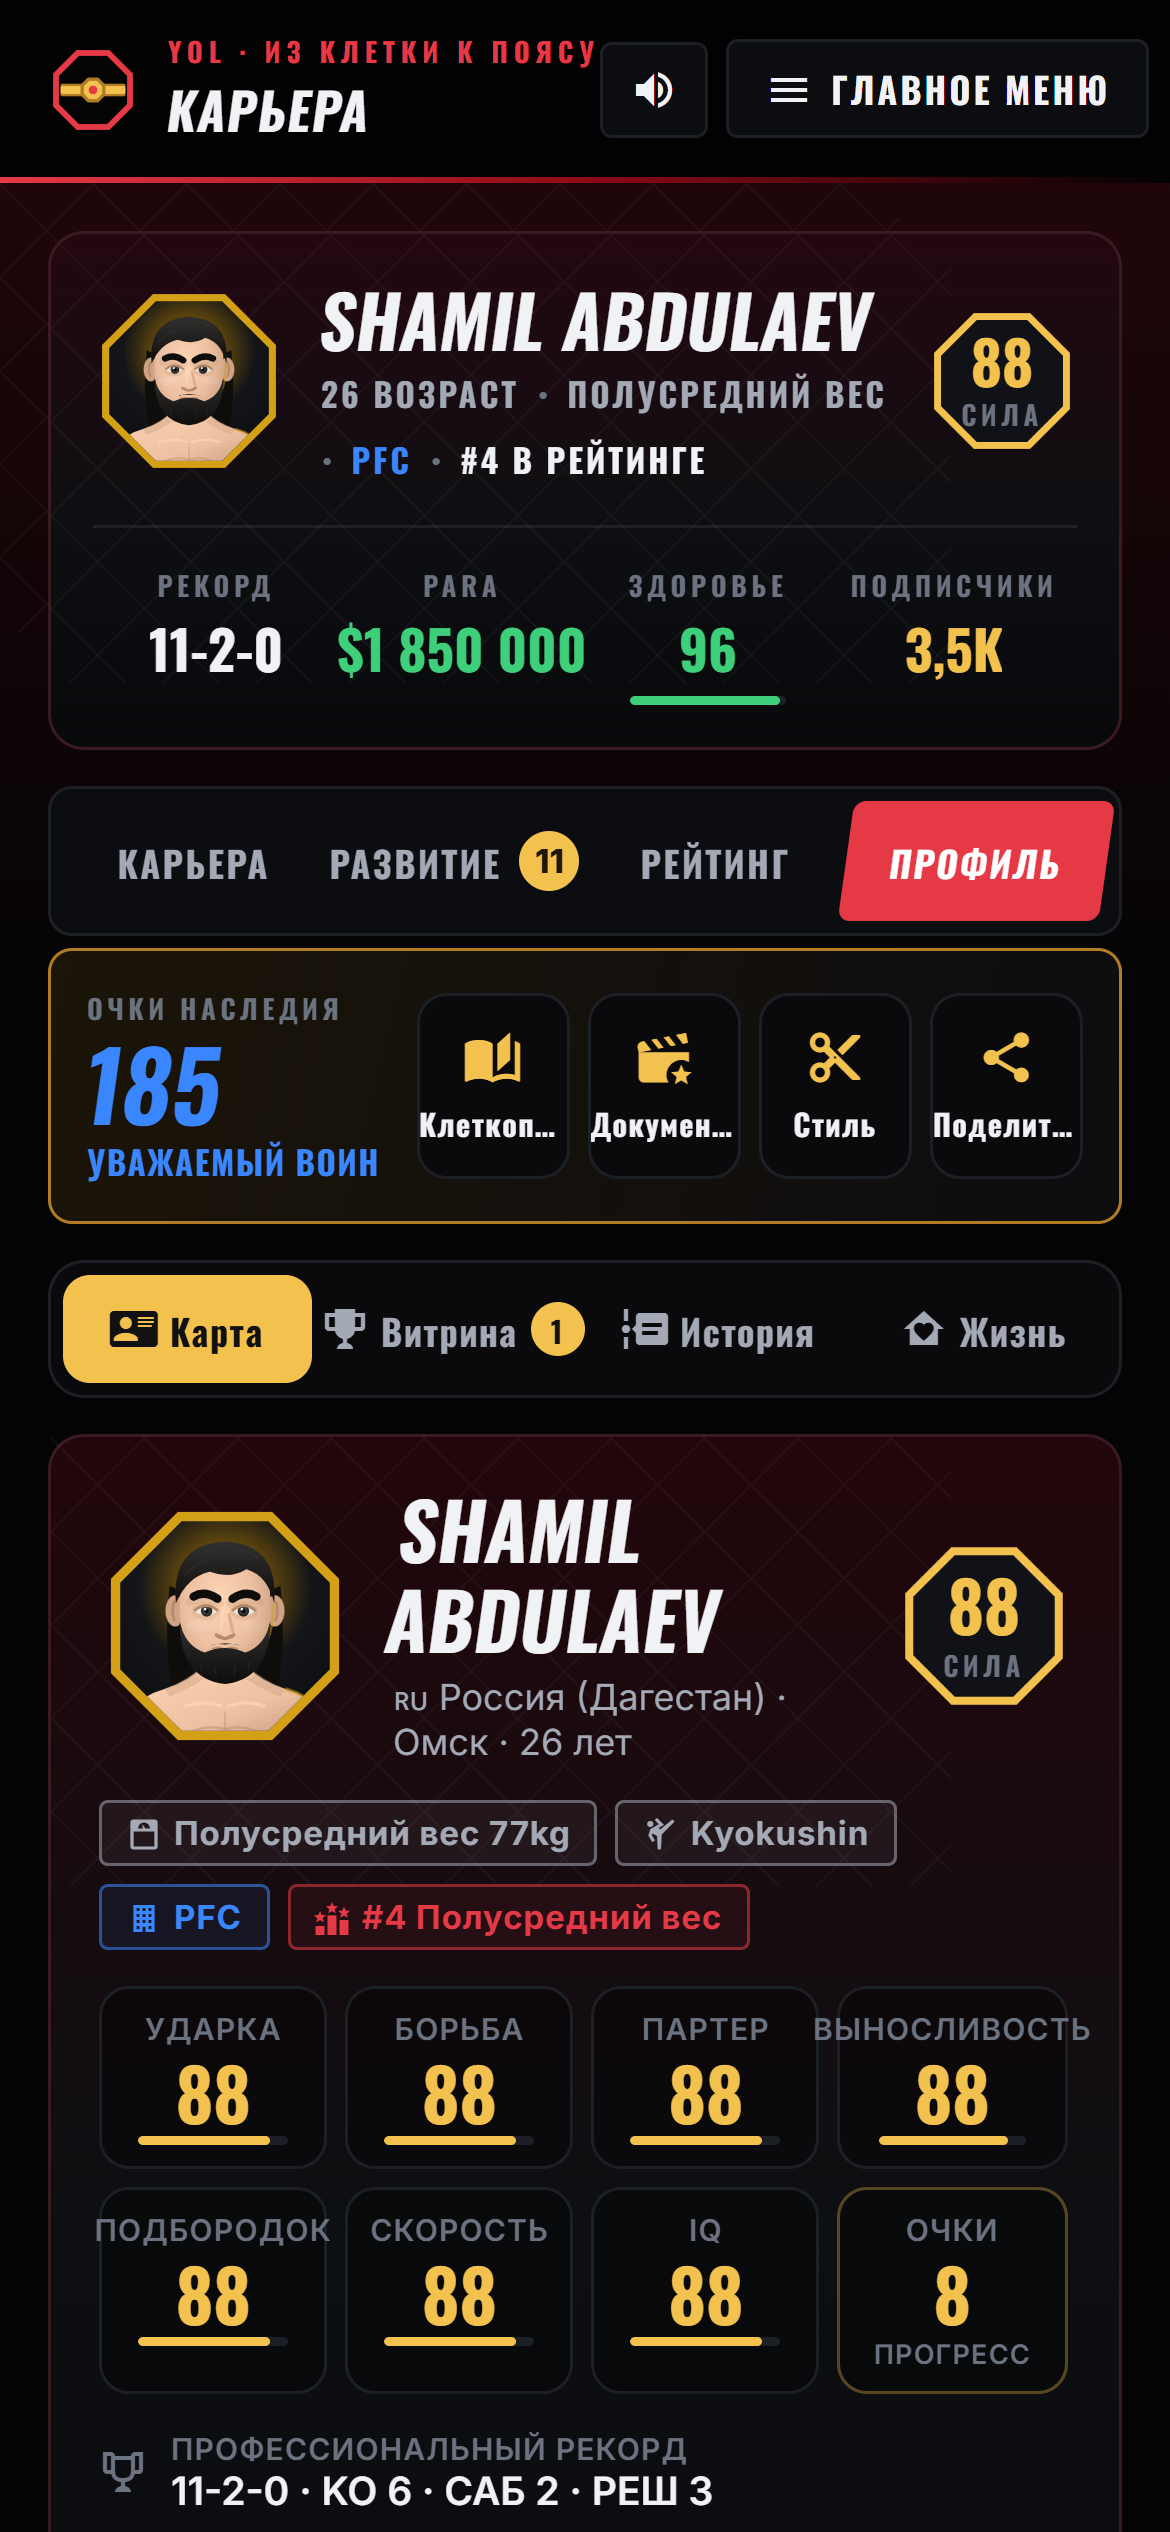 YOL · ИЗ КЛЕТКИ К ПОЯСУ
КАРЬЕРА
ГЛАВНОЕ МЕНЮ
SHAMIL ABDULAEV
26 ВОЗРАСТ · ПОЛУСРЕДНИЙ ВЕС
· PFC · #4 В РЕЙТИНГЕ
88
СИЛА
РЕКОРД PARA ЗДОРОВЬЕ ПОДПИСЧИКИ
11-2-0 $1 850 000 96 3,5K
КАРЬЕРА РАЗВИТИЕ 11 РЕЙТИНГ ПРОФИЛЬ
ОЧКИ НАСЛЕДИЯ
185
УВАЖАЕМЫЙ ВОИН
Клеткоп... Докумен... Стиль Поделит...
Карта Витрина 1 История Жизнь
SHAMIL
ABDULAEV
RU Россия (Дагестан) ·
Омск · 26 лет
88
СИЛА
Полусредний вес 77kg Kyokushin
PFC #4 Полусредний вес
УДАРКА БОРЬБА ПАРТЕР ВЫНОСЛИВОСТЬ
88 88 88 88
ПОДБОРОДОК СКОРОСТЬ IQ ОЧКИ
88 88 88 8
ПРОГРЕСС
ПРОФЕССИОНАЛЬНЫЙ РЕКОРД
11-2-0 · KO 6 · САБ 2 · РЕШ 3